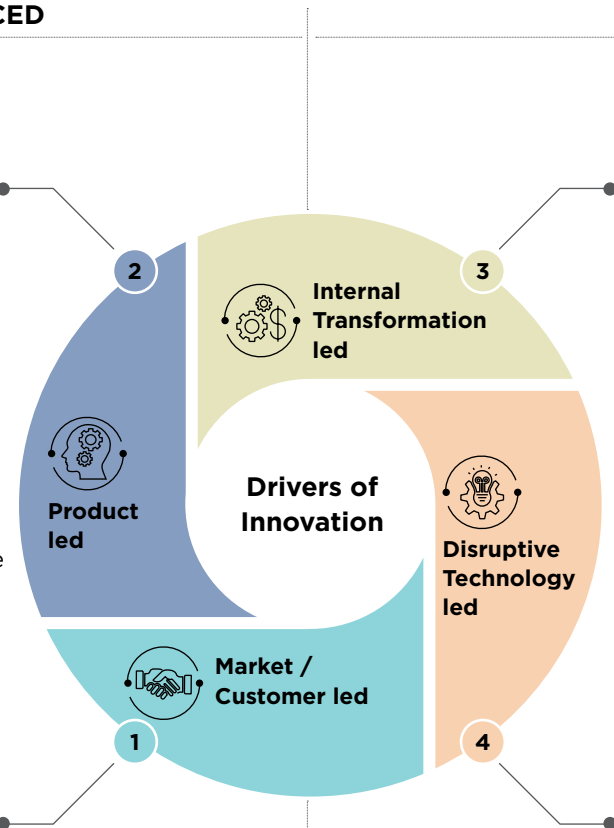 CED
2
3
Internal
Transformation
led
Product
led
Drivers of
Innovation
e
Disruptive
Technology
led
Market /
Customer led
1
4